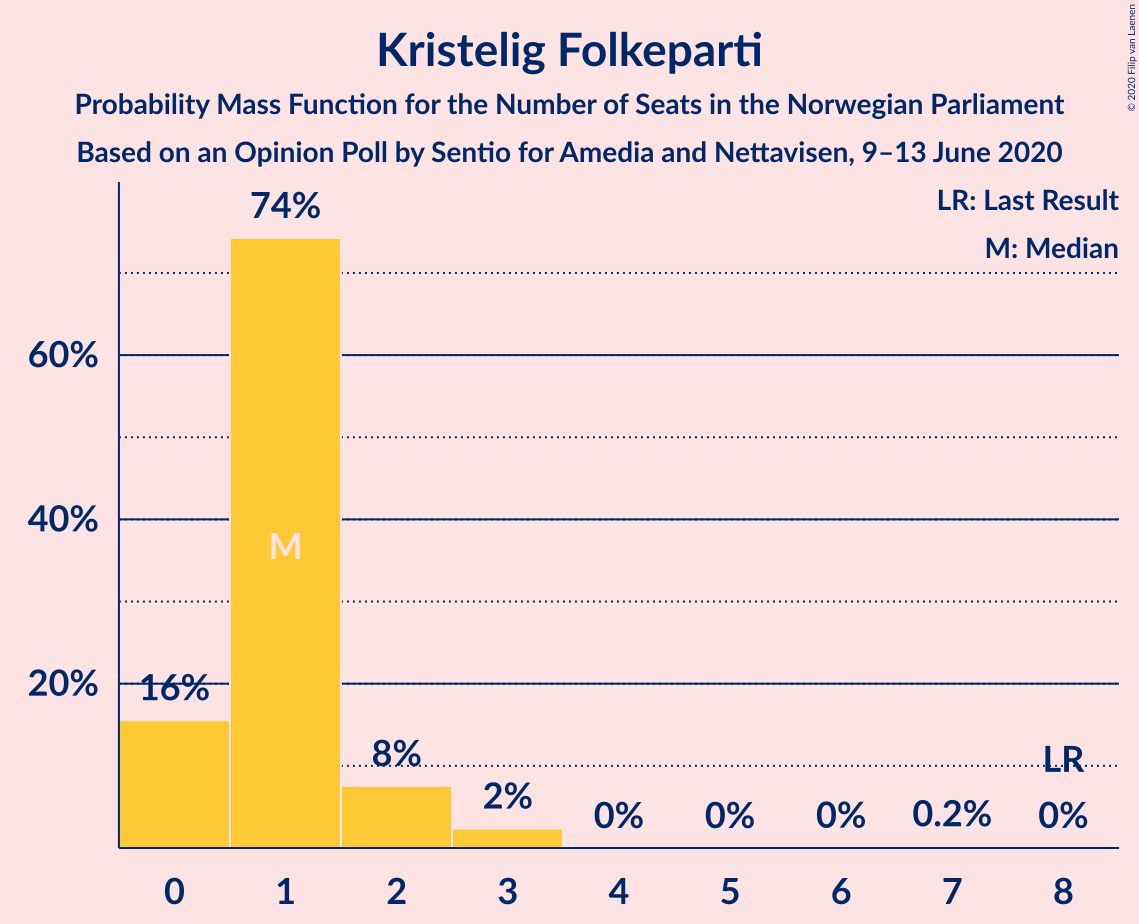 Kristelig Folkeparti
Probability Mass Function for the Number of Seats in the Norwegian Parliament
Based on an Opinion Poll by Sentio for Amedia and Nettavisen, 9–13 June 2020
© 2020 Filip van Laenen
LR: Last Result
M: Median
74%
60%
40%
M
20%
16%
8%
2%
0%
0%
0%
0.2%
LR
0%
0 1 2 3 4 5 6 7 8